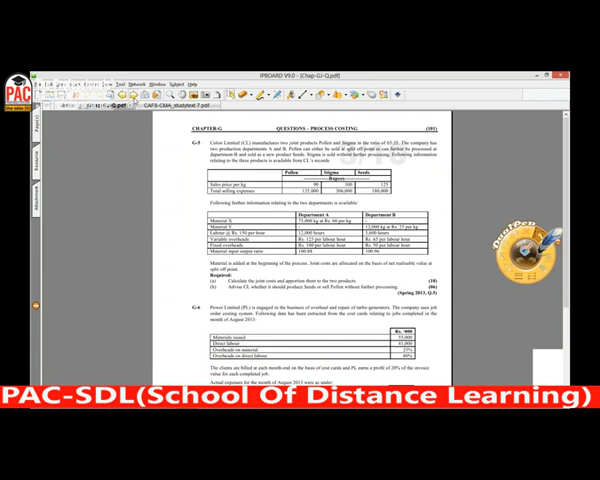 IPBOARD V9.0 - [Chap-GJ-Q.pdf]
PAC
Tool Network Window Subject Help
CAFS-CMA_studytext 7.pdf
CHAPTER-G QUESTIONS – PROCESS COSTING (101)
G-5 Colon Limited (CL) manufactures two joint products Pollen and Stigma in the ratio of 65:35. The company has
two production departments A and B. Pollen can either be sold at split off point or can further be processed at
department B and sold as a new product Seeds. Stigma is sold without further processing. Following information
relating to the three products is available from CL's records:
Pollen Stigma Seeds
Rupees
Sales price per kg 90 300 125
Total selling expenses 135,000 306,000 180,000
Following further information relating to the two departments is available:
Department A Department B
Material X 75,000 kg at Rs. 60 per kg -
Material Y - 12,000 kg at Rs. 25 per kg
Labour @ Rs. 150 per hour 12,000 hours 3,600 hours
Variable overheads Rs. 125 per labour hour Rs. 65 per labour hour
Fixed overheads Rs. 100 per labour hour Rs. 50 per labour hour
Material input output ratio 100:88 100:96
Material is added at the beginning of the process. Joint costs are allocated on the basis of net realisable value at
split off point.
Required:
(a) Calculate the joint costs and apportion them to the two products. (10)
(b) Advise CL whether it should produce Seeds or sell Pollen without further processing. (06)
(Spring 2013, Q.5)
G-6 Power Limited (PL) is engaged in the business of overhaul and repair of turbo-generators. The company uses job
order costing system. Following data has been extracted from the cost cards relating to jobs completed in the
month of August 2013:
Rs. '000
Materials issued 55,000
Direct labour 41,000
Overheads on material 25%
Overheads on direct labour 80%
The clients are billed at each month-end on the basis of cost cards and PL earns a profit of 20% of the invoice
value for each completed job.
Actual expenses for the month of August 2013 were as under:
DualPen
PAC-SDL(School Of Distance Learning)